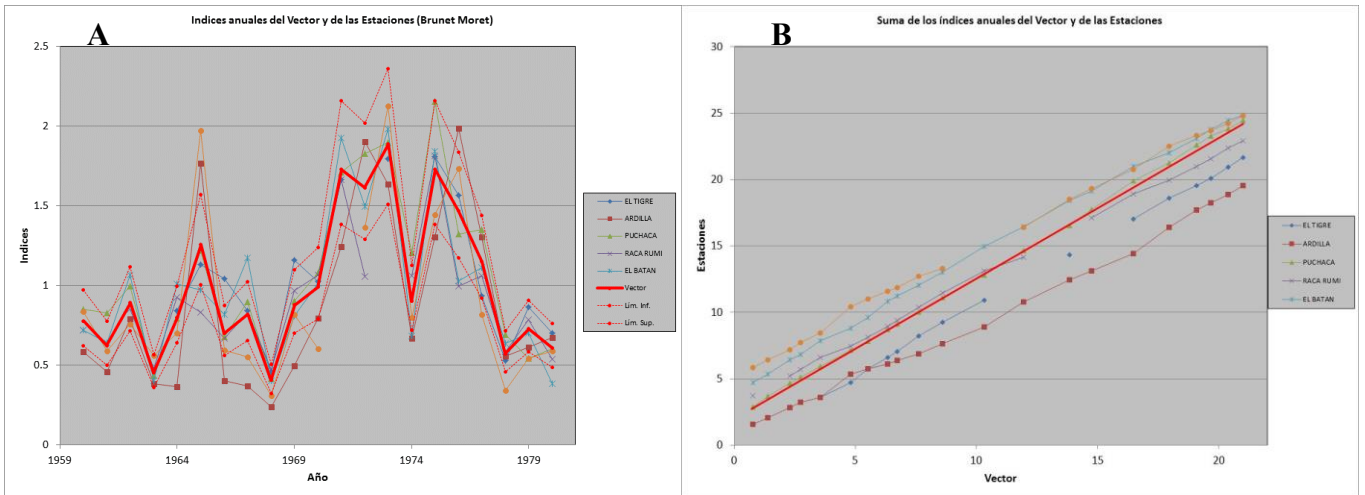 Indices anuales del Vector y de las Estaciones (Brunet Moret)
A
2.5
2
1.5
1
0.5
0
Indices
1959
1964
1969
1974
1979
Año
EL TIGRE
ARDILLA
PUCHACA
RACA RUMI
EL BATAN
Vector
Lim. Inf.
Lim. Sup.
Suma de los índices anuales del Vector y de las Estaciones
B
30
25
20
15
10
5
0
Estaciones
0
5
10
15
20
Vector
EL TIGRE
ARDILLA
PUCHACA
RACA RUMI
EL BATAN